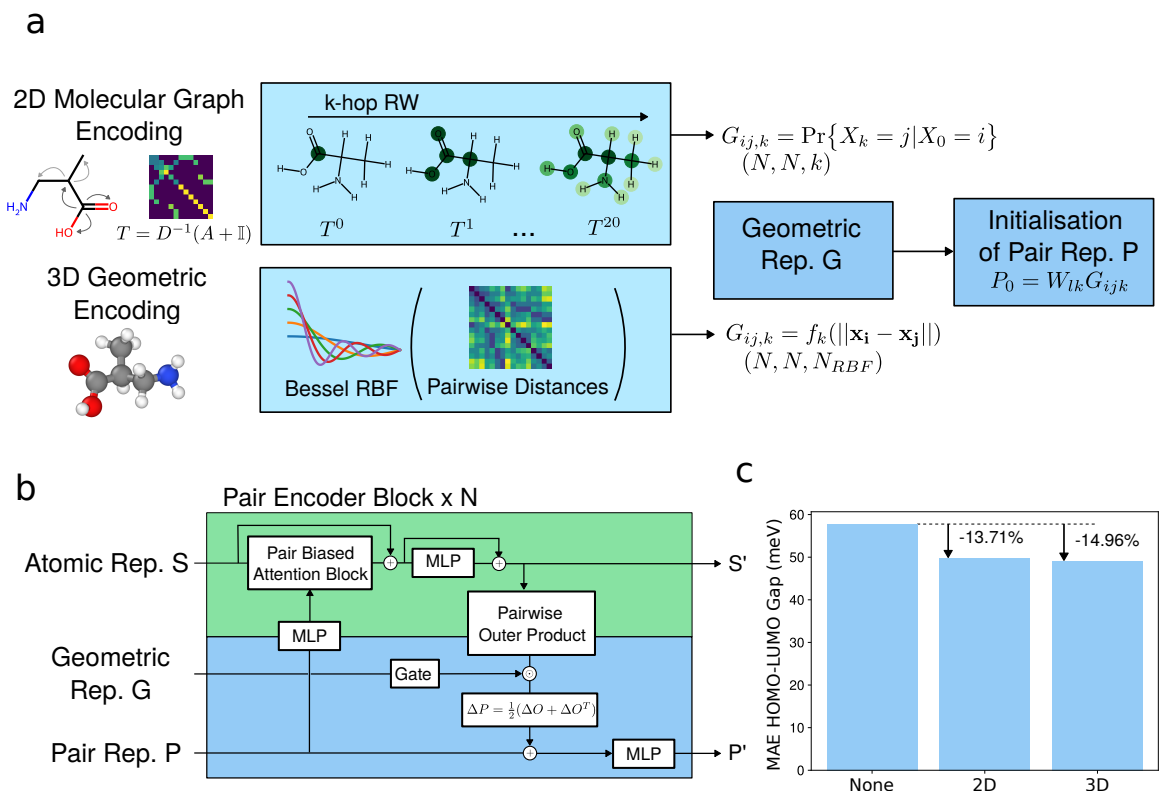 a
2D Molecular Graph
Encoding
H₂N
O
HO
T = D⁻¹(A + 𝕀)
k-hop RW
O H H
H O H
N H
H H
T⁰
O H H
H O H
N H
H H
T¹
...
O H H
H O H
N H
H H
T²⁰
G_{ij,k} = Pr{X_k = j|X_0 = i}
(N, N, k)
Geometric
Rep. G
Initialisation
of Pair Rep. P
P_0 = W_{lk}G_{ijk}
3D Geometric
Encoding
Bessel RBF
Pairwise Distances
G_{ij,k} = f_k(||x_i − x_j||)
(N, N, N_{RBF})
b
Pair Encoder Block x N
Atomic Rep. S
Pair Biased
Attention Block
+
MLP
+
S'
MLP
Pairwise
Outer Product
Geometric
Rep. G
Gate
⊙
ΔP = ½(ΔO + ΔOᵀ)
Pair Rep. P
+
MLP
P'
c
MAE HOMO-LUMO Gap (meV)
60
50
40
30
20
10
0
-13.71%
-14.96%
None
2D
3D